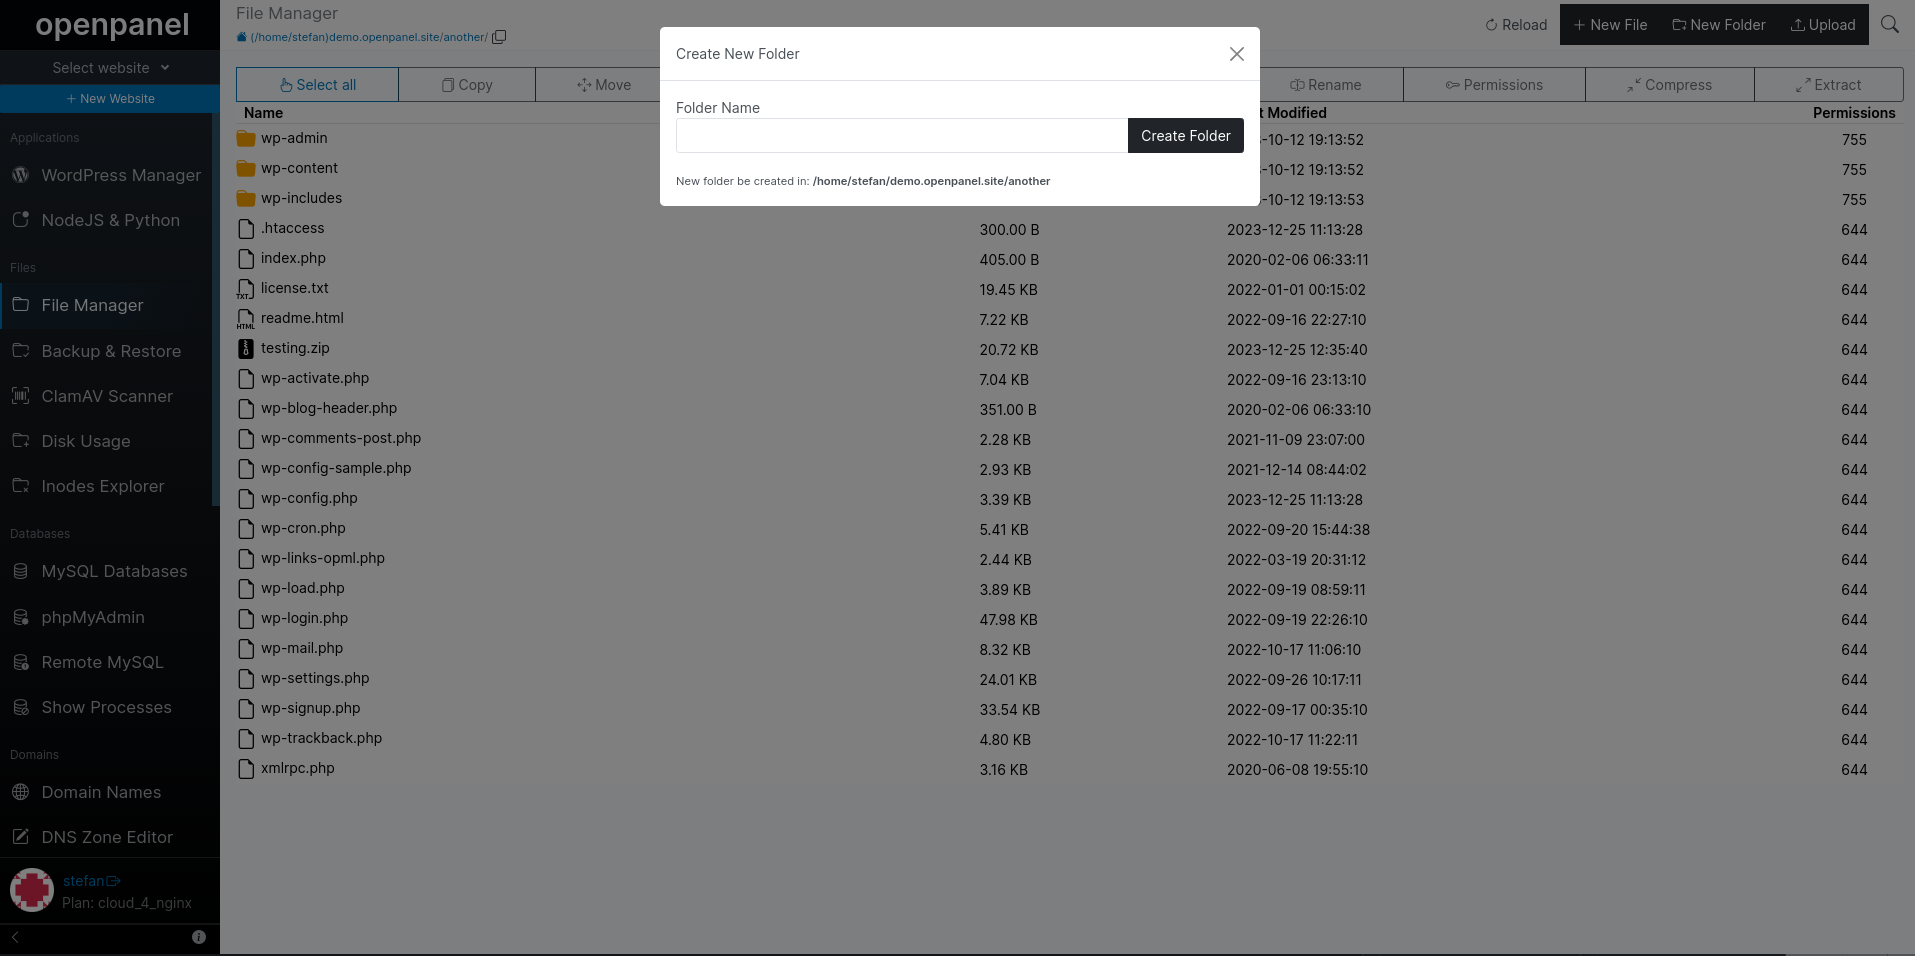 openpanel
Select website
+ New Website
Applications
WordPress Manager
NodeJS & Python
Files
File Manager
Backup & Restore
ClamAV Scanner
Disk Usage
Inodes Explorer
Databases
MySQL Databases
phpMyAdmin
Remote MySQL
Show Processes
Domains
Domain Names
DNS Zone Editor
stefan
Plan: cloud_4_nginx
File Manager
(/home/stefan)demo.openpanel.site/another/
Reload
+ New File
New Folder
Upload
Select all Copy Move Rename Permissions Compress Extract
Create New Folder
Folder Name
Create Folder
New folder be created in: /home/stefan/demo.openpanel.site/another
Name t Modified Permissions
wp-admin -10-12 19:13:52 755
wp-content -10-12 19:13:52 755
wp-includes -10-12 19:13:53 755
.htaccess 300.00 B 2023-12-25 11:13:28 644
index.php 405.00 B 2020-02-06 06:33:11 644
TXT license.txt 19.45 KB 2022-01-01 00:15:02 644
HTML readme.html 7.22 KB 2022-09-16 22:27:10 644
testing.zip 20.72 KB 2023-12-25 12:35:40 644
wp-activate.php 7.04 KB 2022-09-16 23:13:10 644
wp-blog-header.php 351.00 B 2020-02-06 06:33:10 644
wp-comments-post.php 2.28 KB 2021-11-09 23:07:00 644
wp-config-sample.php 2.93 KB 2021-12-14 08:44:02 644
wp-config.php 3.39 KB 2023-12-25 11:13:28 644
wp-cron.php 5.41 KB 2022-09-20 15:44:38 644
wp-links-opml.php 2.44 KB 2022-03-19 20:31:12 644
wp-load.php 3.89 KB 2022-09-19 08:59:11 644
wp-login.php 47.98 KB 2022-09-19 22:26:10 644
wp-mail.php 8.32 KB 2022-10-17 11:06:10 644
wp-settings.php 24.01 KB 2022-09-26 10:17:11 644
wp-signup.php 33.54 KB 2022-09-17 00:35:10 644
wp-trackback.php 4.80 KB 2022-10-17 11:22:11 644
xmlrpc.php 3.16 KB 2020-06-08 19:55:10 644